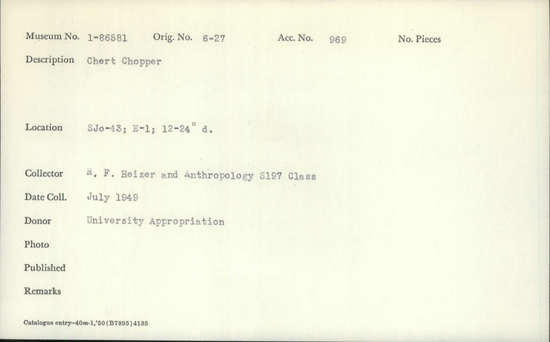 Museum No. 1-86581 Orig. No. 6-27 Acc. No. 969 No. Pieces
Description Chert Chopper
Location SJo-43; E-1; 12-24" d.
Collector R. F. Heizer and Anthropology S197 Class
Date Coll. July 1949
Donor University Appropriation
Photo
Published
Remarks
Catalogue entry-40m-1,'50(B7895)4185